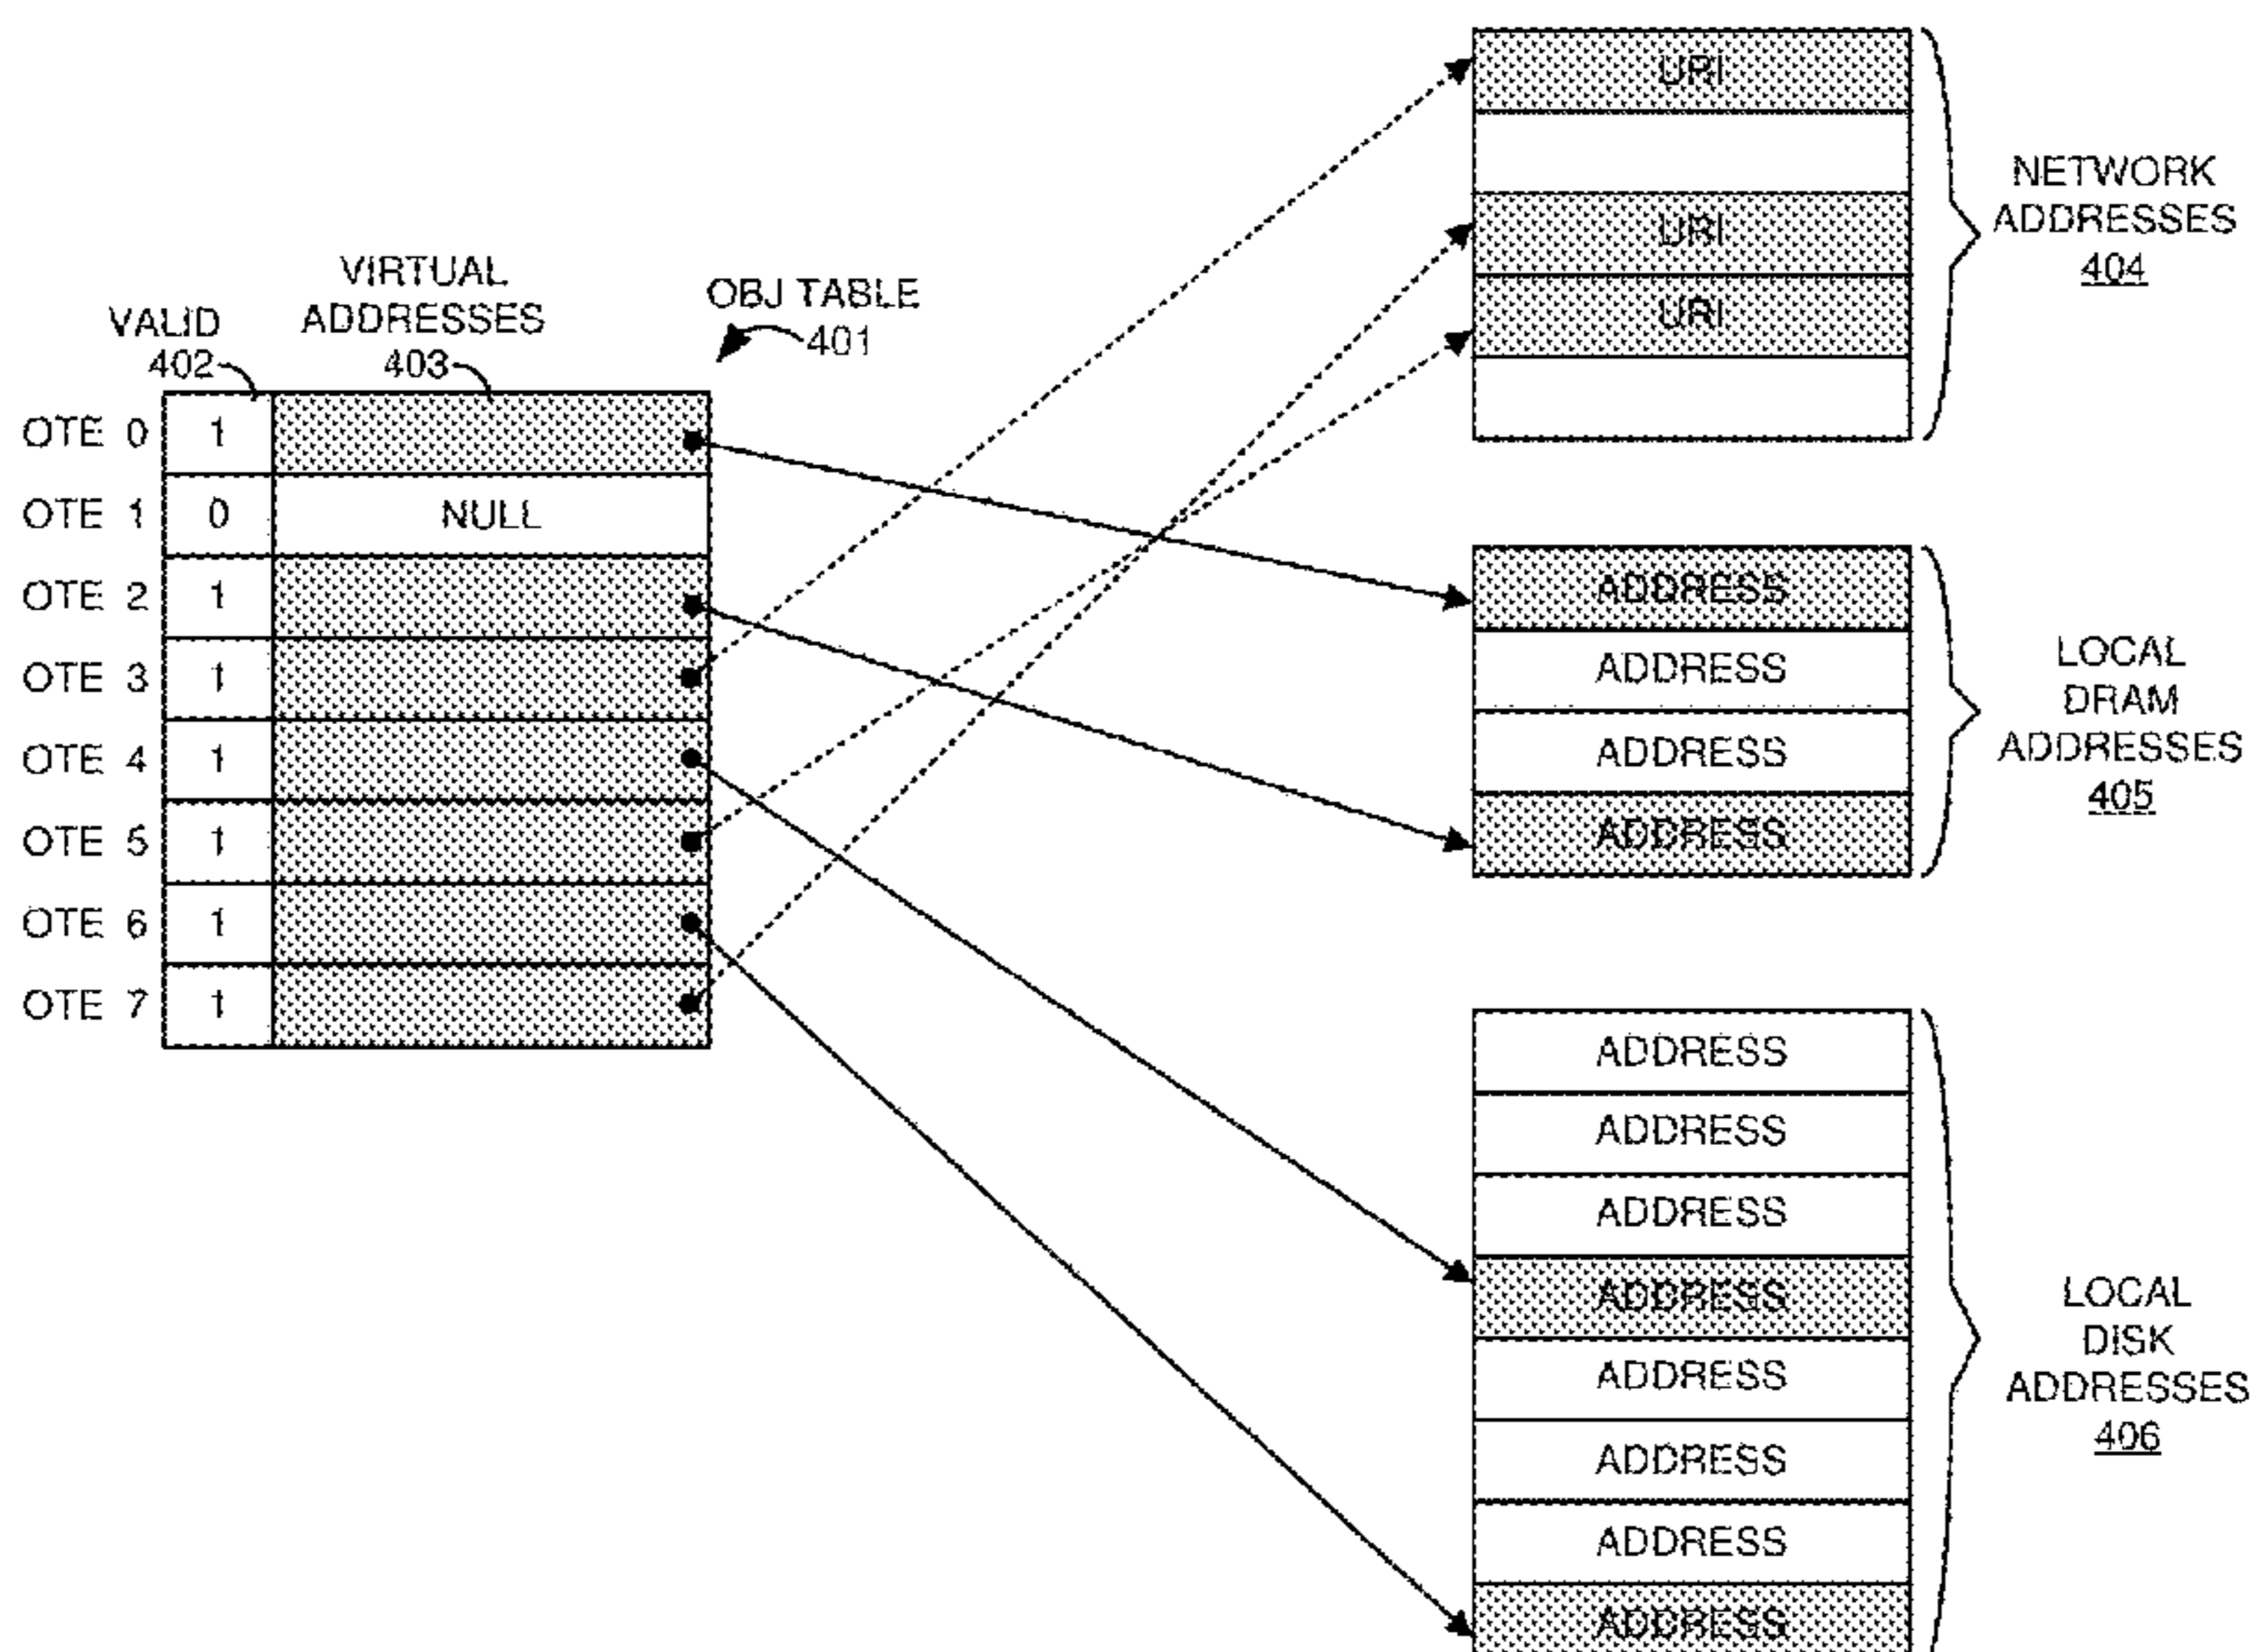 VIRTUAL
ADDRESSES
403
VALID
402
OBJ TABLE
401
OTE 0 1
OTE 1 0 NULL
OTE 2 1
OTE 3 1
OTE 4 1
OTE 5 1
OTE 6 1
OTE 7 1
URI
URI
URI
NETWORK
ADDRESSES
404
ADDRESS
ADDRESS
ADDRESS
ADDRESS
LOCAL
DRAM
ADDRESSES
405
ADDRESS
ADDRESS
ADDRESS
ADDRESS
ADDRESS
ADDRESS
ADDRESS
ADDRESS
LOCAL
DISK
ADDRESSES
406